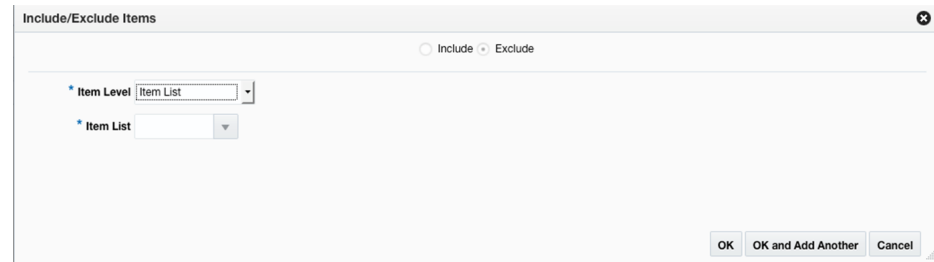 Include/Exclude Items
Include Exclude
* Item Level Item List
* Item List
OK OK and Add Another Cancel